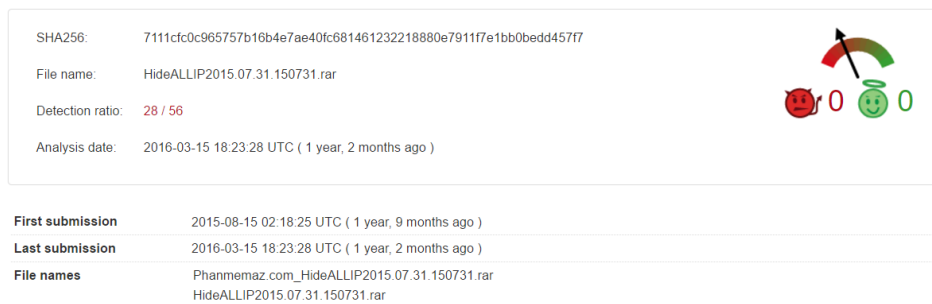 SHA256: 7111cfc0c965757b16b4e7ae40fc681461232218880e7911f7e1bb0bedd457f7
File name: HideALLIP2015.07.31.150731.rar
Detection ratio: 28 / 56
0 0
Analysis date: 2016-03-15 18:23:28 UTC ( 1 year, 2 months ago )
First submission 2015-08-15 02:18:25 UTC ( 1 year, 9 months ago )
Last submission 2016-03-15 18:23:28 UTC ( 1 year, 2 months ago )
File names Phanmemaz.com_HideALLIP2015.07.31.150731.rar
HideALLIP2015.07.31.150731.rar